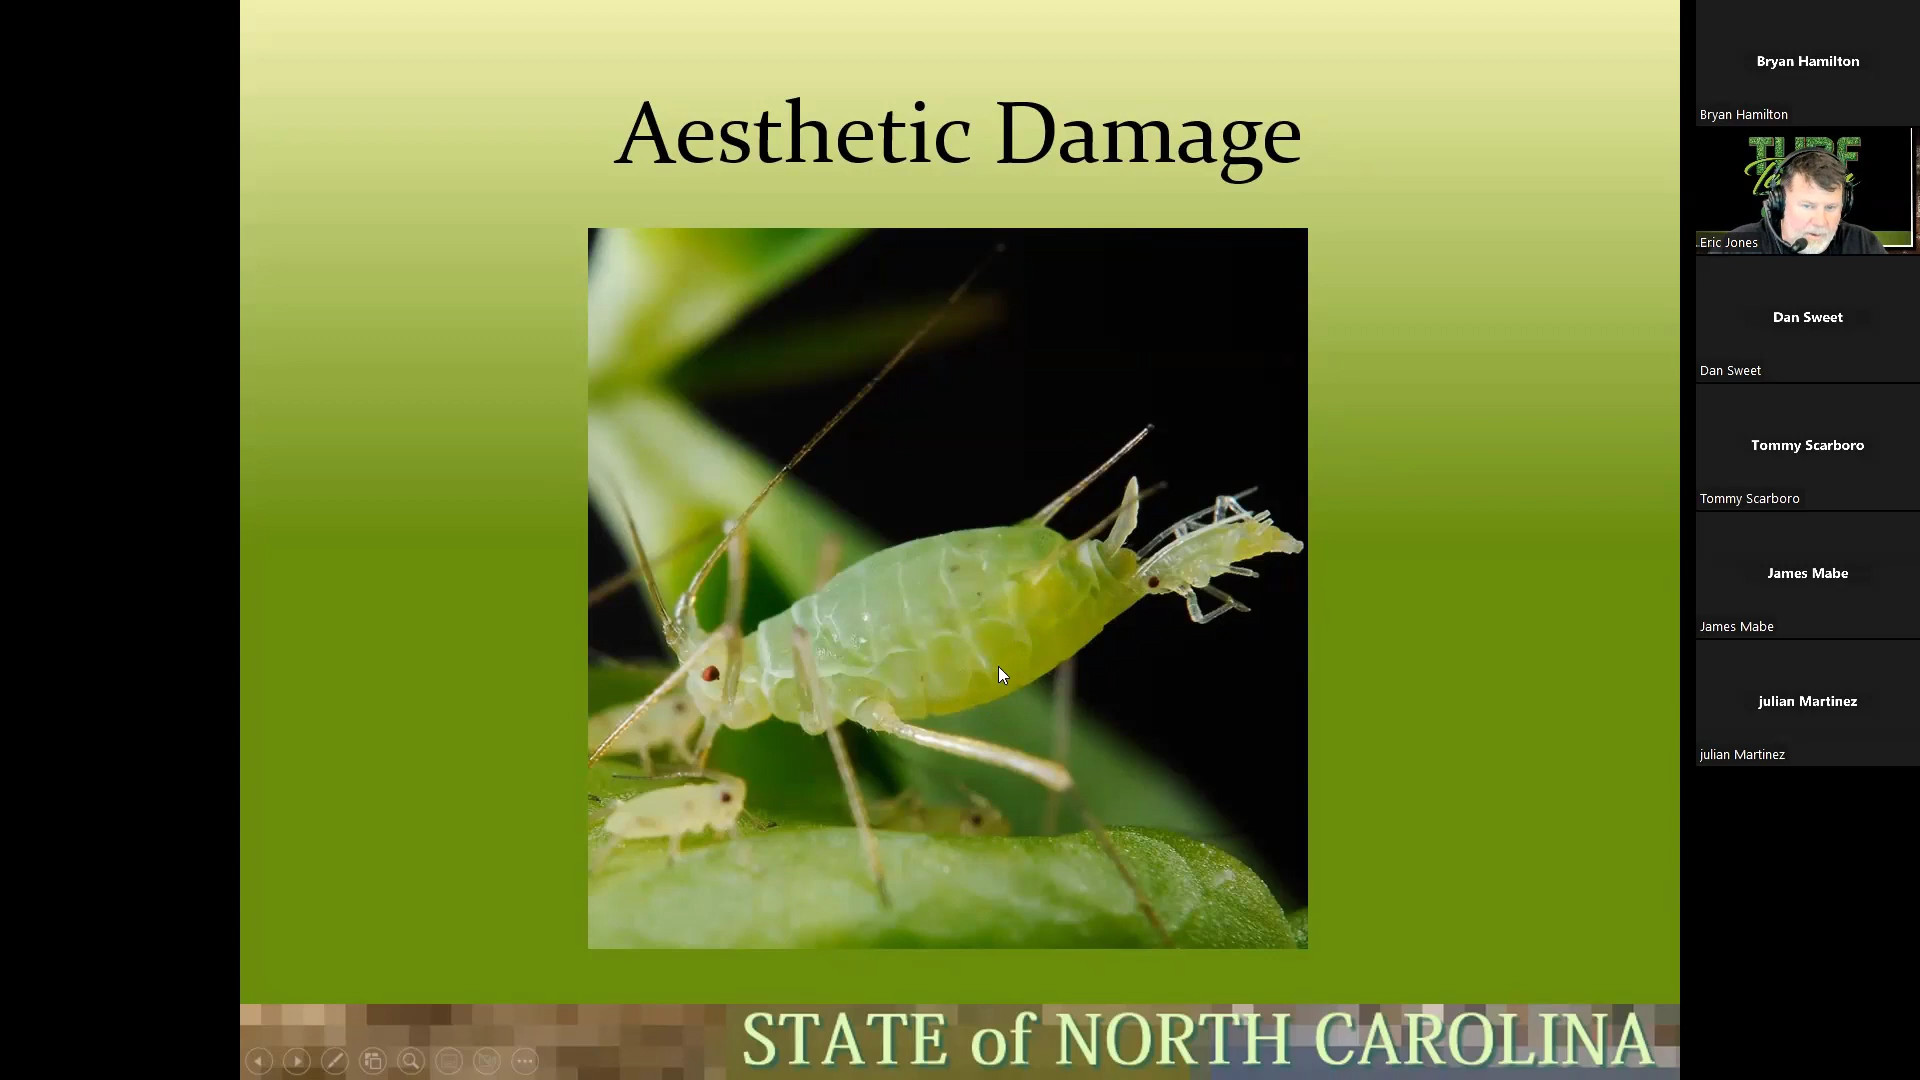 Aesthetic Damage
STATE of NORTH CAROLINA
Bryan Hamilton
Bryan Hamilton
Eric Jones
Dan Sweet
Dan Sweet
Tommy Scarboro
Tommy Scarboro
James Mabe
James Mabe
julian Martinez
julian Martinez